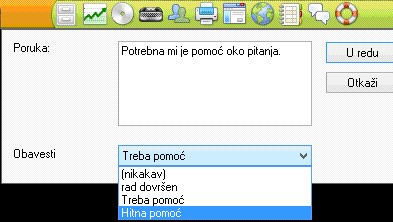 Poruka:
Potrebna mi je pomoć oko pitanja.
U redu
Otkaži
Obavesti
Treba pomoć
(nikakav)
rad dovršen
Treba pomoć
Hitna pomoć